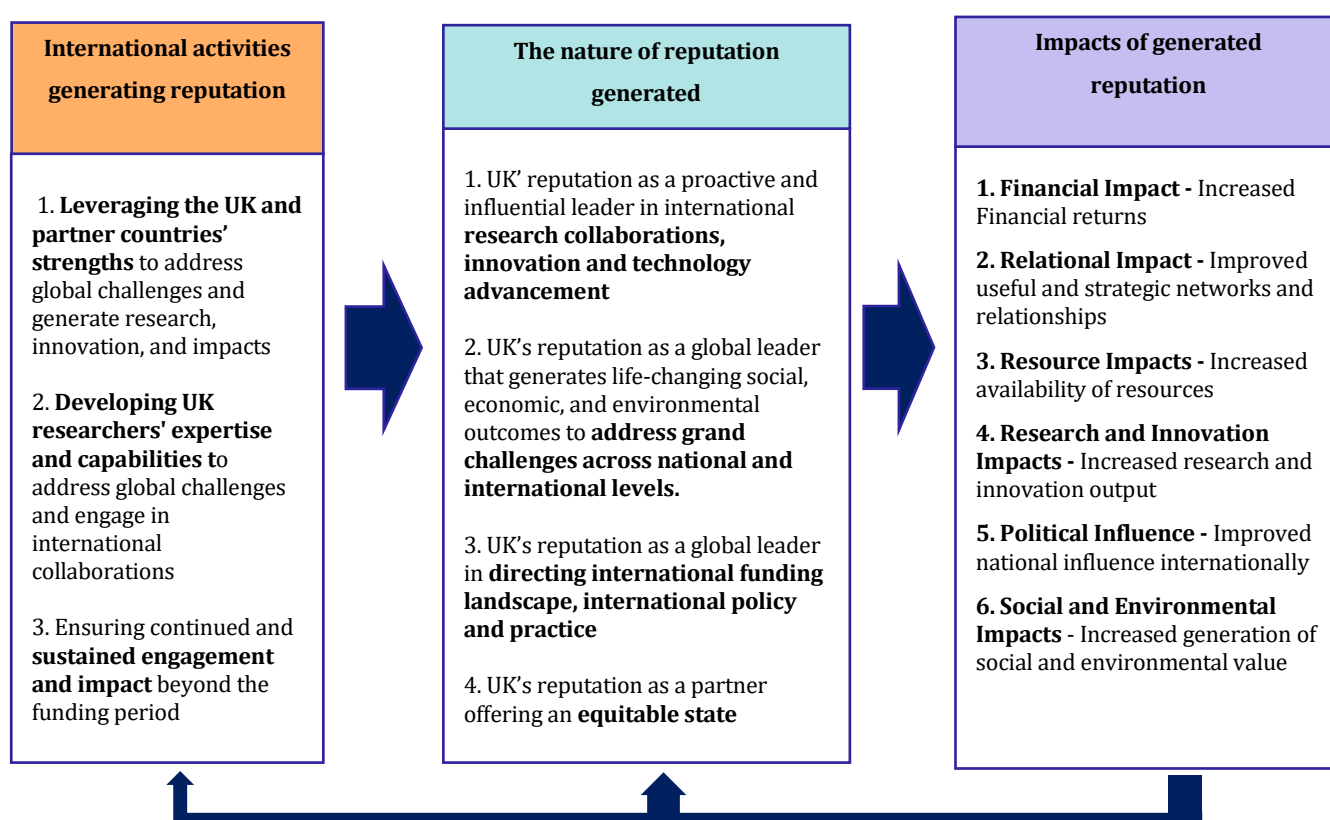 International activities
generating reputation
1. Leveraging the UK and
partner countries’
strengths to address
global challenges and
generate research,
innovation, and impacts
2. Developing UK
researchers' expertise
and capabilities to
address global challenges
and engage in
international
collaborations
3. Ensuring continued and
sustained engagement
and impact beyond the
funding period
The nature of reputation
generated
1. UK’ reputation as a proactive and
influential leader in international
research collaborations,
innovation and technology
advancement
2. UK’s reputation as a global leader
that generates life-changing social,
economic, and environmental
outcomes to address grand
challenges across national and
international levels.
3. UK’s reputation as a global leader
in directing international funding
landscape, international policy
and practice
4. UK’s reputation as a partner
offering an equitable state
Impacts of generated
reputation
1. Financial Impact - Increased
Financial returns
2. Relational Impact - Improved
useful and strategic networks and
relationships
3. Resource Impacts - Increased
availability of resources
4. Research and Innovation
Impacts - Increased research and
innovation output
5. Political Influence - Improved
national influence internationally
6. Social and Environmental
Impacts - Increased generation of
social and environmental value